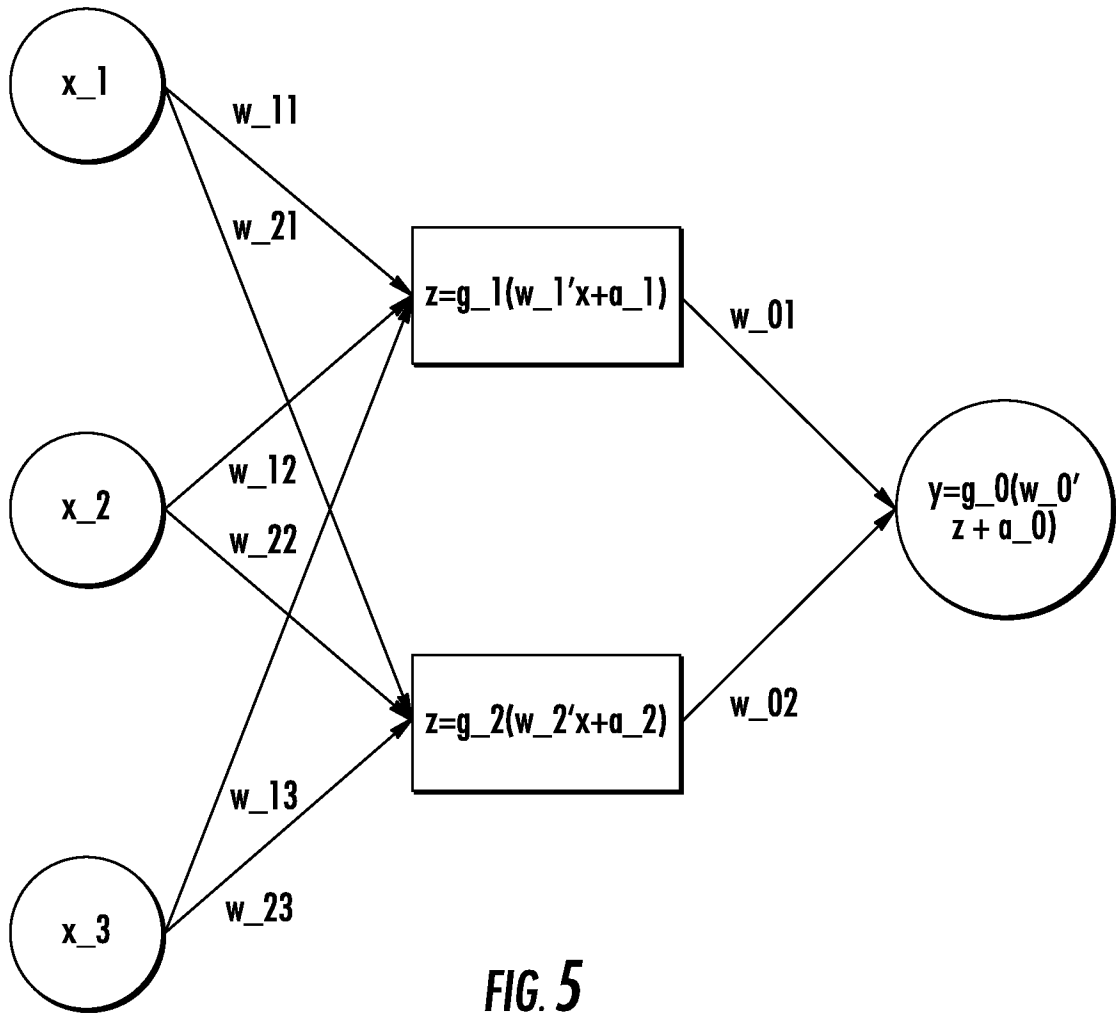 x_1
w_11
w_21
z=g_1(w_1'x+a_1)
w_01
x_2
w_12
w_22
y=g_0(w_0'
z + a_0)
z=g_2(w_2'x+a_2)
w_02
w_13
x_3
w_23
FIG. 5